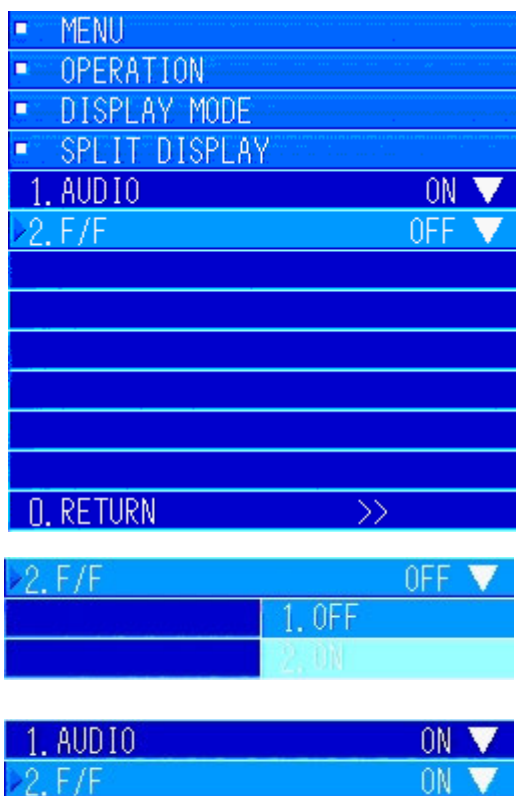 MENU
OPERATION
DISPLAY MODE
SPLIT DISPLAY
1. AUDIO ON
2. F/F OFF
0. RETURN >>
2. F/F OFF
1. OFF
2. ON
1. AUDIO ON
2. F/F ON